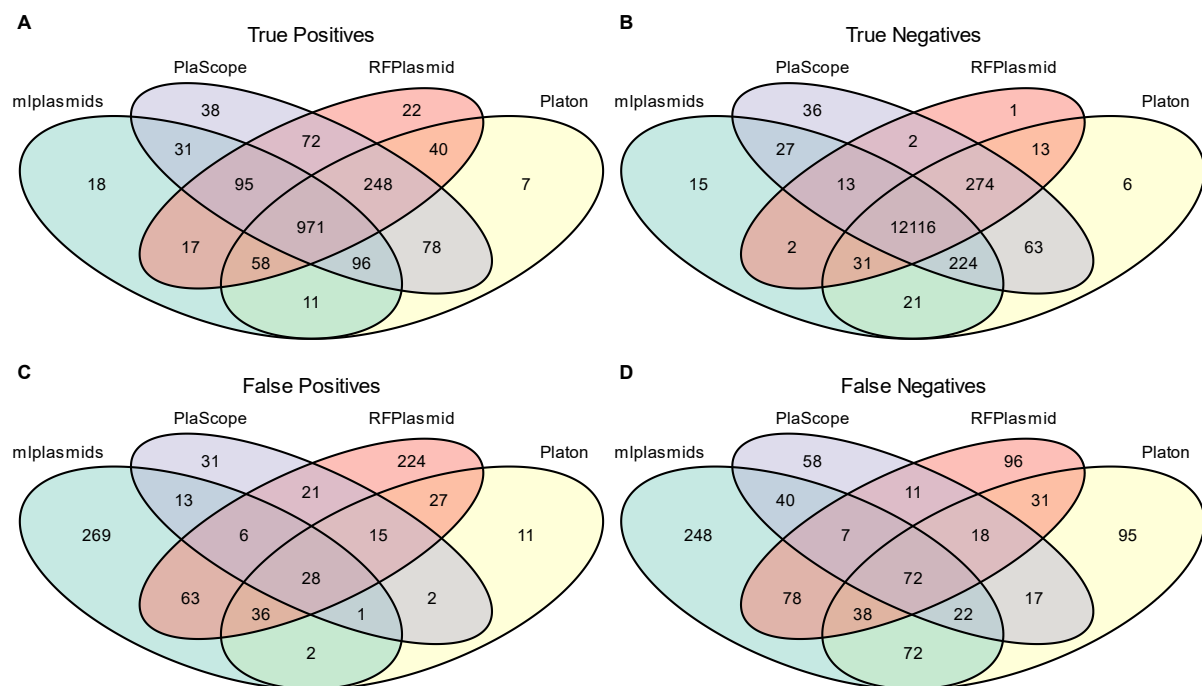 A
True Positives
PlaScope RFPlasmid
mlplasmids Platon
38 22
31 72 40
18 95 248 7
971
17 58 96 78
11
B
True Negatives
PlaScope RFPlasmid
mlplasmids Platon
36 1
27 2 13
15 13 274 6
12116
2 31 224 63
21
C
False Positives
PlaScope RFPlasmid
mlplasmids Platon
31 224
13 21 27
269 6 15 11
28
63 36 1 2
2
D
False Negatives
PlaScope RFPlasmid
mlplasmids Platon
58 96
40 11 31
248 7 18 95
72
78 38 22 17
72